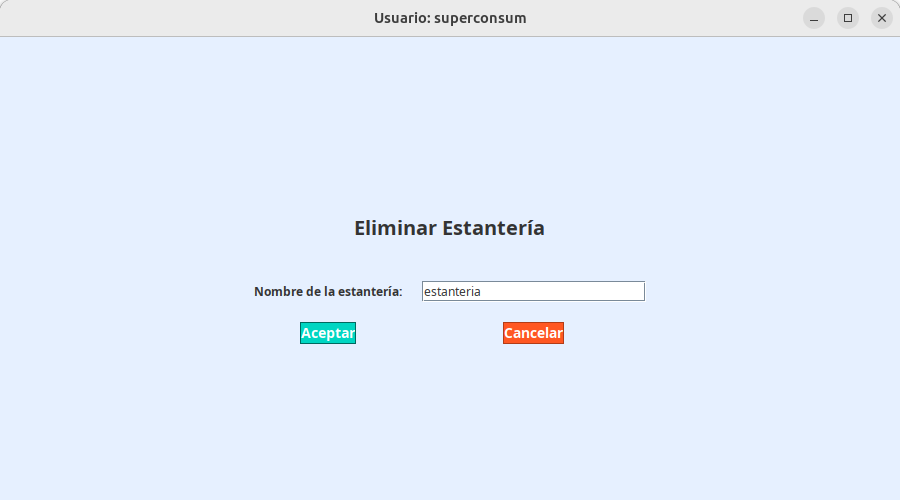 Usuario: superconsum
Eliminar Estantería
Nombre de la estantería: estanteria
Aceptar Cancelar